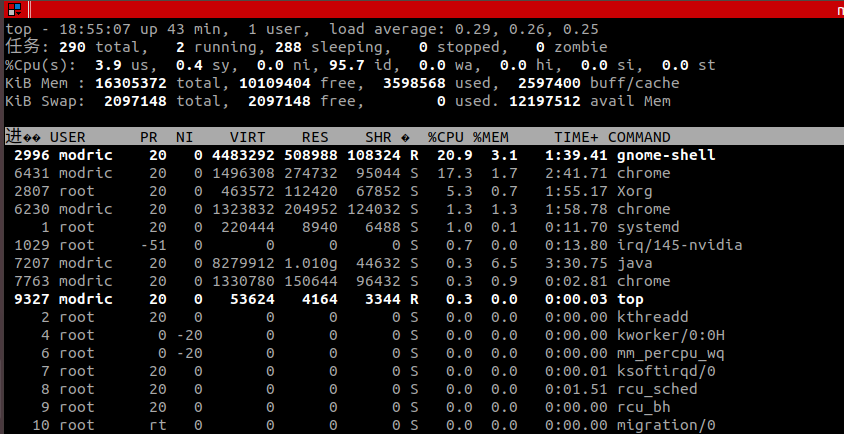 n
top - 18:55:07 up 43 min,  1 user,  load average: 0.29, 0.26, 0.25
任务: 290 total,   2 running, 288 sleeping,   0 stopped,   0 zombie
%Cpu(s):  3.9 us,  0.4 sy,  0.0 ni, 95.7 id,  0.0 wa,  0.0 hi,  0.0 si,  0.0 st
KiB Mem : 16305372 total, 10109404 free,  3598568 used,  2597400 buff/cache
KiB Swap:  2097148 total,  2097148 free,        0 used. 12197512 avail Mem
进�� USER      PR  NI    VIRT    RES    SHR �  %CPU %MEM     TIME+ COMMAND
2996 modric    20   0 4483292 508988 108324 R  20.9  3.1   1:39.41 gnome-shell
6431 modric    20   0 1496308 274732  95044 S  17.3  1.7   2:41.71 chrome
2807 root      20   0  463572 112420  67852 S   5.3  0.7   1:55.17 Xorg
6230 modric    20   0 1323832 204952 124032 S   1.3  1.3   1:58.78 chrome
1 root      20   0  220444   8940   6488 S   1.0  0.1   0:11.70 systemd
1029 root     -51   0       0      0      0 S   0.7  0.0   0:13.80 irq/145-nvidia
7207 modric    20   0 8279912 1.010g  44632 S   0.3  6.5   3:30.75 java
7763 modric    20   0 1330780 150644  96432 S   0.3  0.9   0:02.81 chrome
9327 modric    20   0   53624   4164   3344 R   0.3  0.0   0:00.03 top
2 root      20   0       0      0      0 S   0.0  0.0   0:00.00 kthreadd
4 root       0 -20       0      0      0 S   0.0  0.0   0:00.00 kworker/0:0H
6 root       0 -20       0      0      0 S   0.0  0.0   0:00.00 mm_percpu_wq
7 root      20   0       0      0      0 S   0.0  0.0   0:00.01 ksoftirqd/0
8 root      20   0       0      0      0 S   0.0  0.0   0:01.51 rcu_sched
9 root      20   0       0      0      0 S   0.0  0.0   0:00.00 rcu_bh
10 root      rt   0       0      0      0 S   0.0  0.0   0:00.00 migration/0